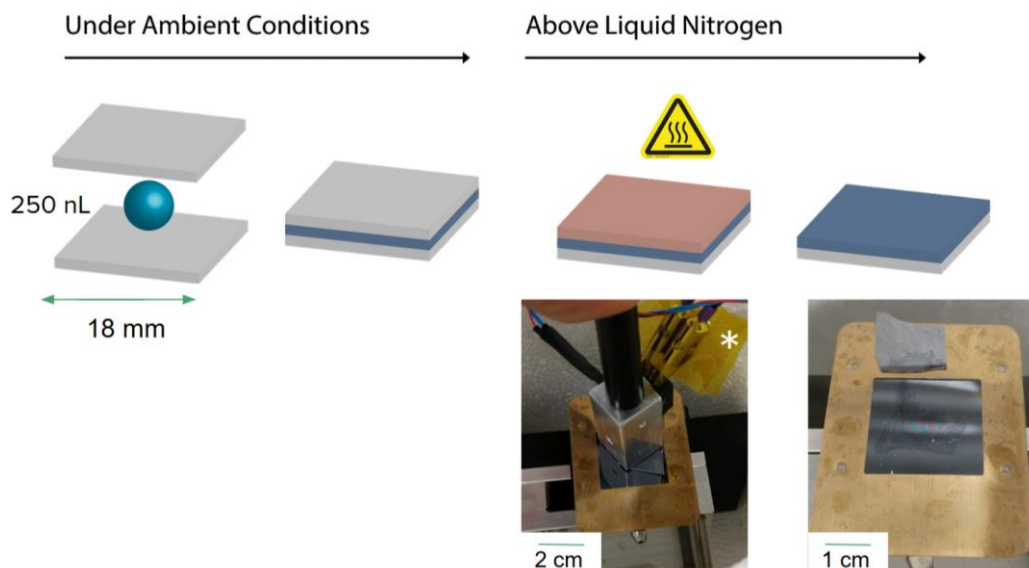 Under Ambient Conditions
Above Liquid Nitrogen
250 nL
18 mm
*
2 cm
1 cm